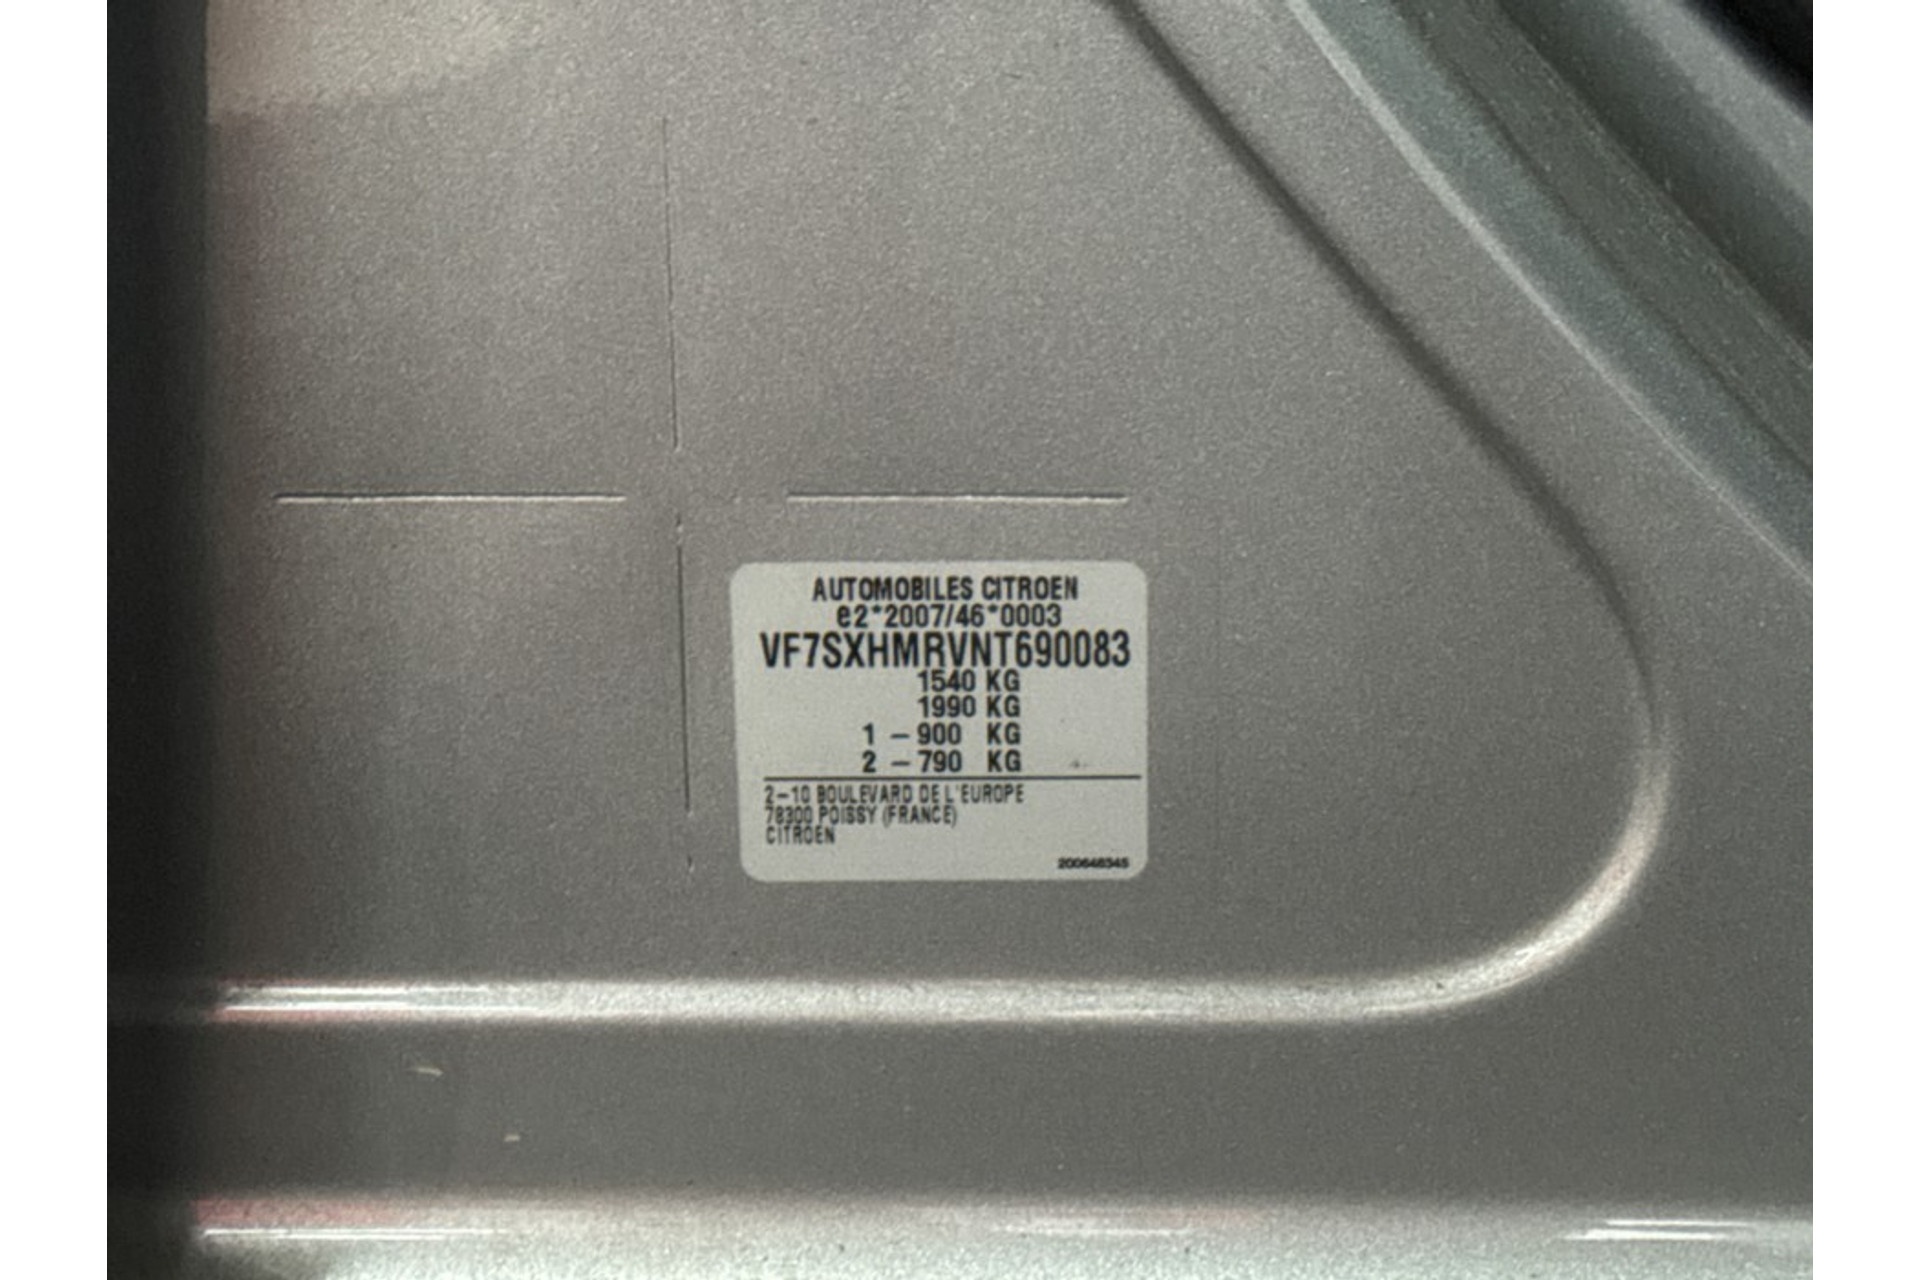 AUTOMOBILES CITROEN
e2*2007/46*0003
VF7SXHMRVNT690083
1540 KG
1990 KG
1 – 900 KG
2 – 790 KG
2–10 BOULEVARD DE L'EUROPE
78300 POISSY (FRANCE)
CITROEN
200648345